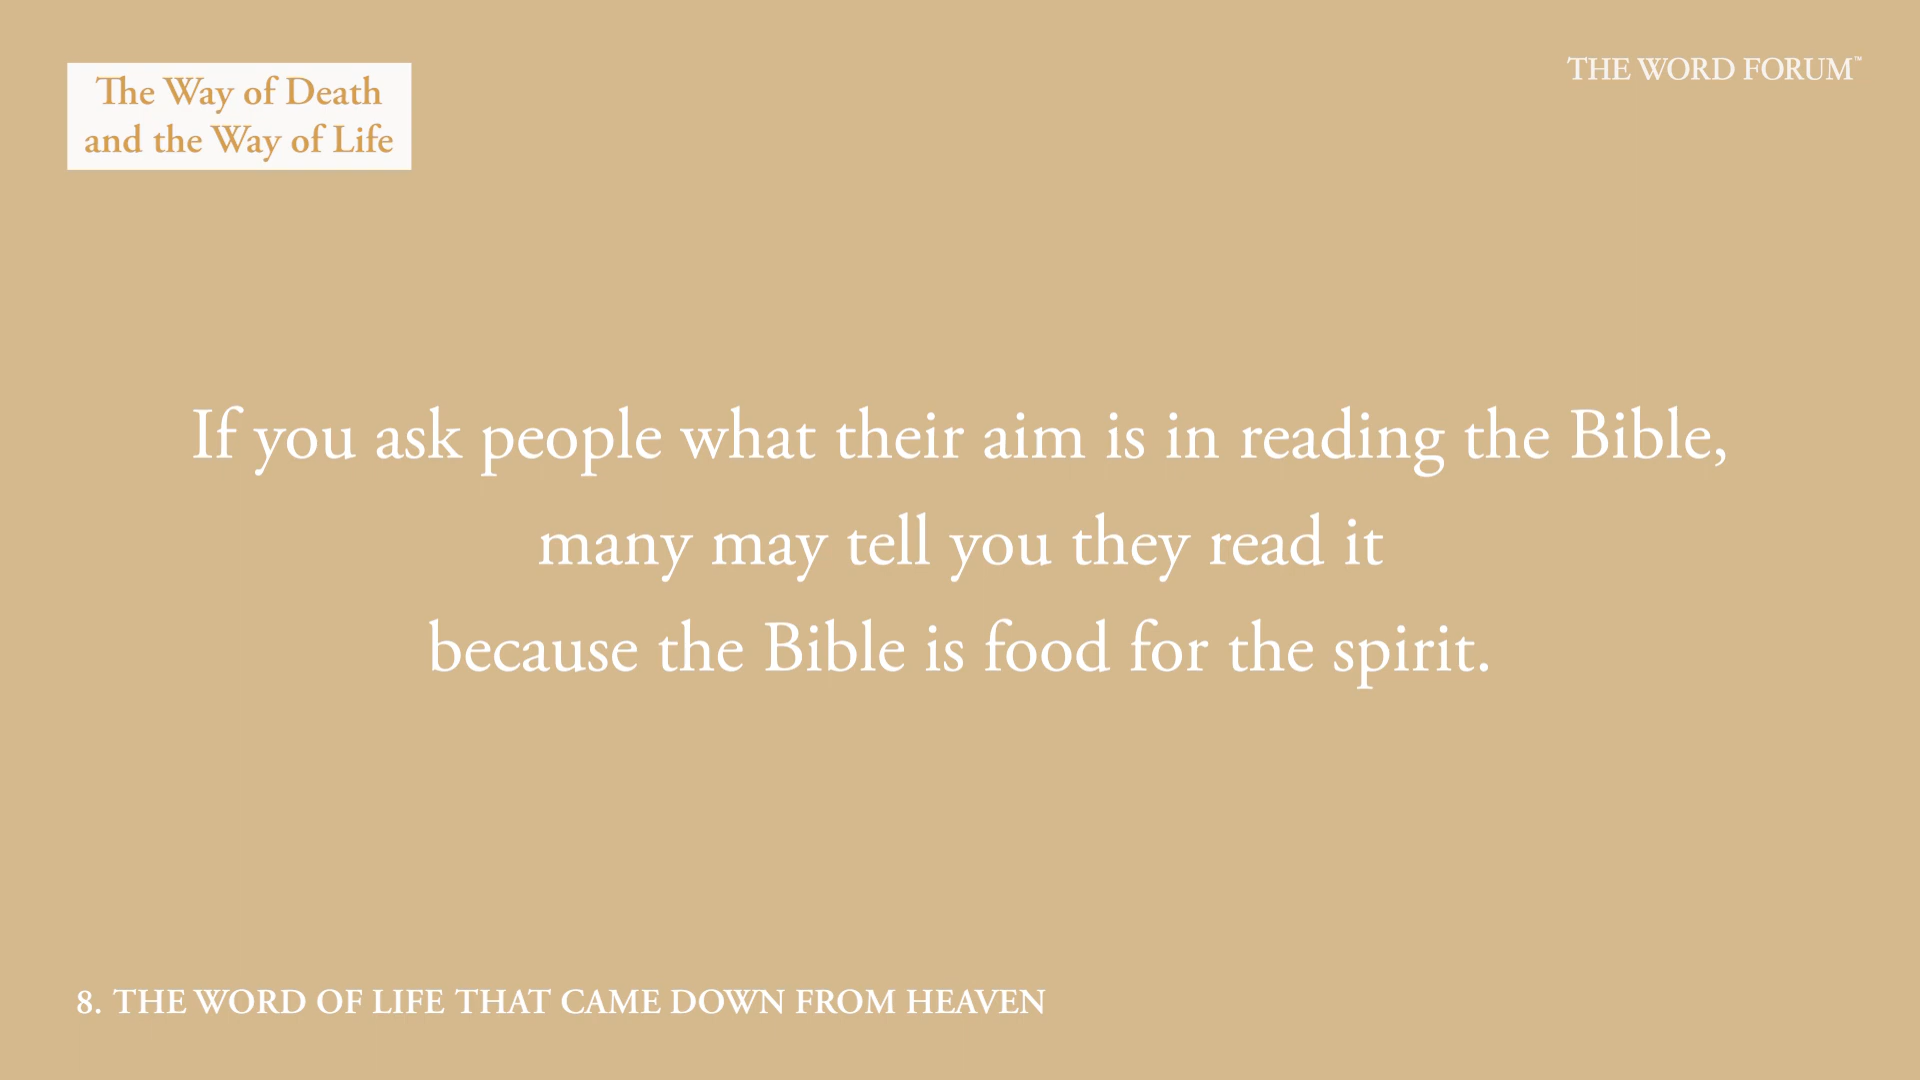 The Way of Death
and the Way of Life
THE WORD FORUM™
If you ask people what their aim is in reading the Bible,
many may tell you they read it
because the Bible is food for the spirit.
8. THE WORD OF LIFE THAT CAME DOWN FROM HEAVEN